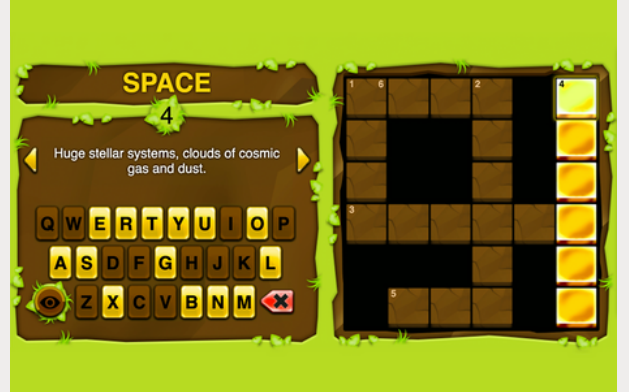 SPACE
4
Huge stellar systems, clouds of cosmic
gas and dust.
Q W E R T Y U I O P
A S D F G H J K L
Z X C V B N M
1 6 2 4
3
5